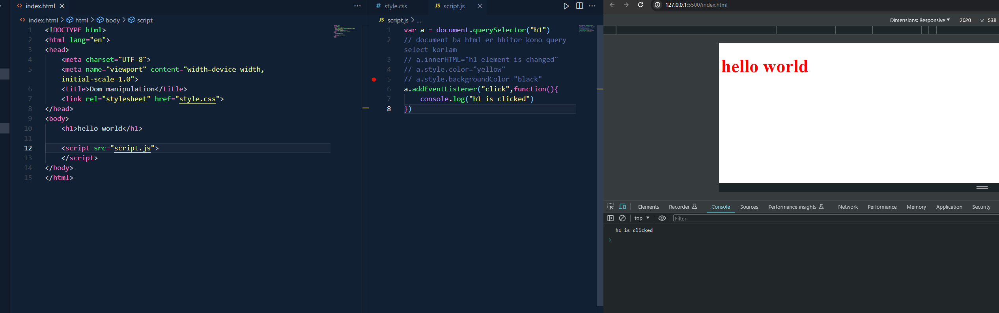 index.html
index.html > html > body > script
1 <!DOCTYPE html>
2 <html lang="en">
3 <head>
4 <meta charset="UTF-8">
5 <meta name="viewport" content="width=device-width,
initial-scale=1.0">
6 <title>Dom manipulation</title>
7 <link rel="stylesheet" href="style.css">
8 </head>
9 <body>
10 <h1>hello world</h1>
11
12 <script src="script.js">
13 </script>
14 </body>
15 </html>
# style.css
JS script.js
JS script.js > ...
1 var a = document.querySelector("h1")
2 // document ba html er bhitor kono query
select korlam
3 // a.innerHTML="h1 element is changed"
4 // a.style.color="yellow"
5 // a.style.backgroundColor="black"
6 a.addEventListener("click",function(){
7 console.log("h1 is clicked")
8 })
127.0.0.1:5500/index.html
Dimensions: Responsive 2020 × 538
hello world
Elements Recorder Console Sources Performance insights Network Performance Memory Application Security
top Filter
h1 is clicked